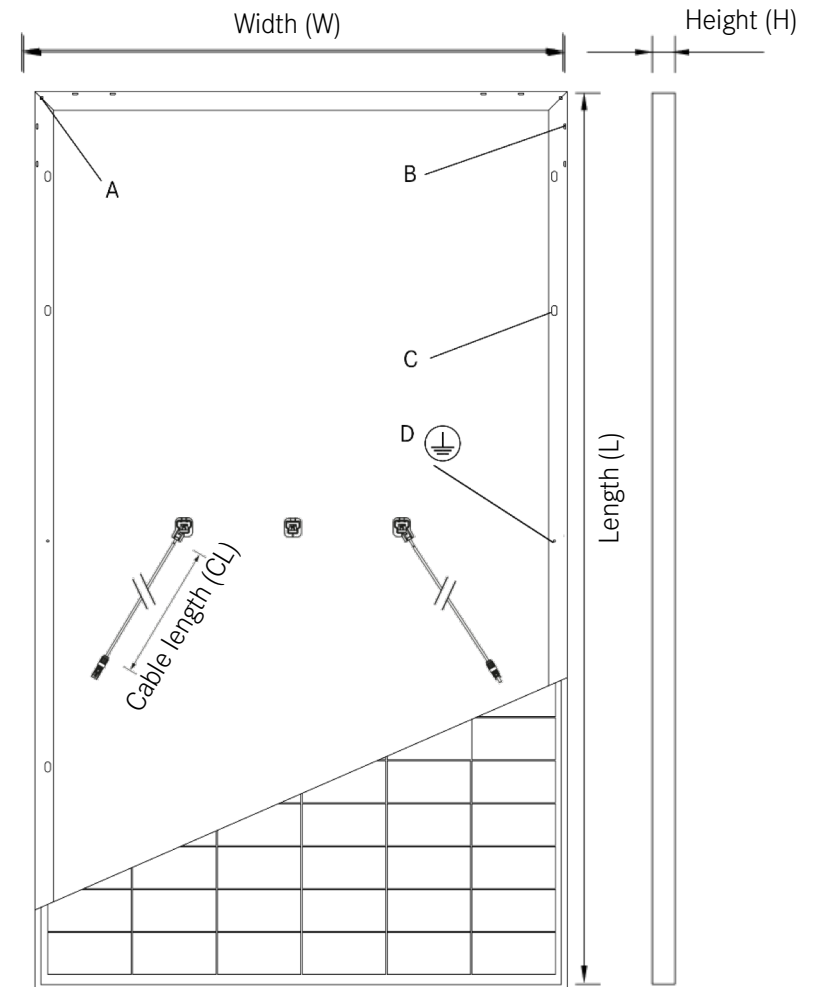 Width (W)
Height (H)
A
B
C
D
Length (L)
Cable length (CL)